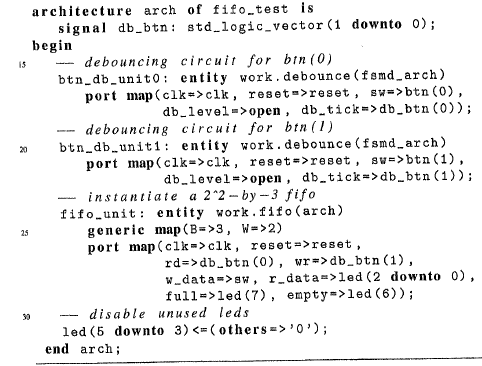 architecture arch of fifo_test is
signal db_btn: std_logic_vector(1 downto 0);
begin
15 — debouncing circuit for btn(0)
btn_db_unit0: entity work.debounce(fsmd_arch)
port map(clk=>clk, reset=>reset, sw=>btn(0),
db_level=>open, db_tick=>db_btn(0));
— debouncing circuit for btn(1)
20 btn_db_unit1: entity work.debounce(fsmd_arch)
port map(clk=>clk, reset=>reset, sw=>btn(1),
db_level=>open, db_tick=>db_btn(1));
— instantiate a 2^2-by-3 fifo
fifo_unit: entity work.fifo(arch)
25 generic map(B=>3, W=>2)
port map(clk=>clk, reset=>reset,
rd=>db_btn(0), wr=>db_btn(1),
w_data=>sw, r_data=>led(2 downto 0),
full=>led(7), empty=>led(6));
30 — disable unused leds
led(5 downto 3)<=(others=>'0');
end arch;